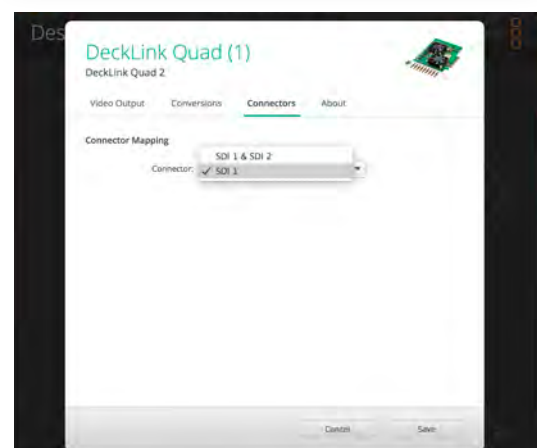 Des
DeckLink Quad (1)
DeckLink Quad 2
Video Output Conversions Connectors About
Connector Mapping
SDI 1 & SDI 2
Connector: ✓ SDI 1
Cancel Save